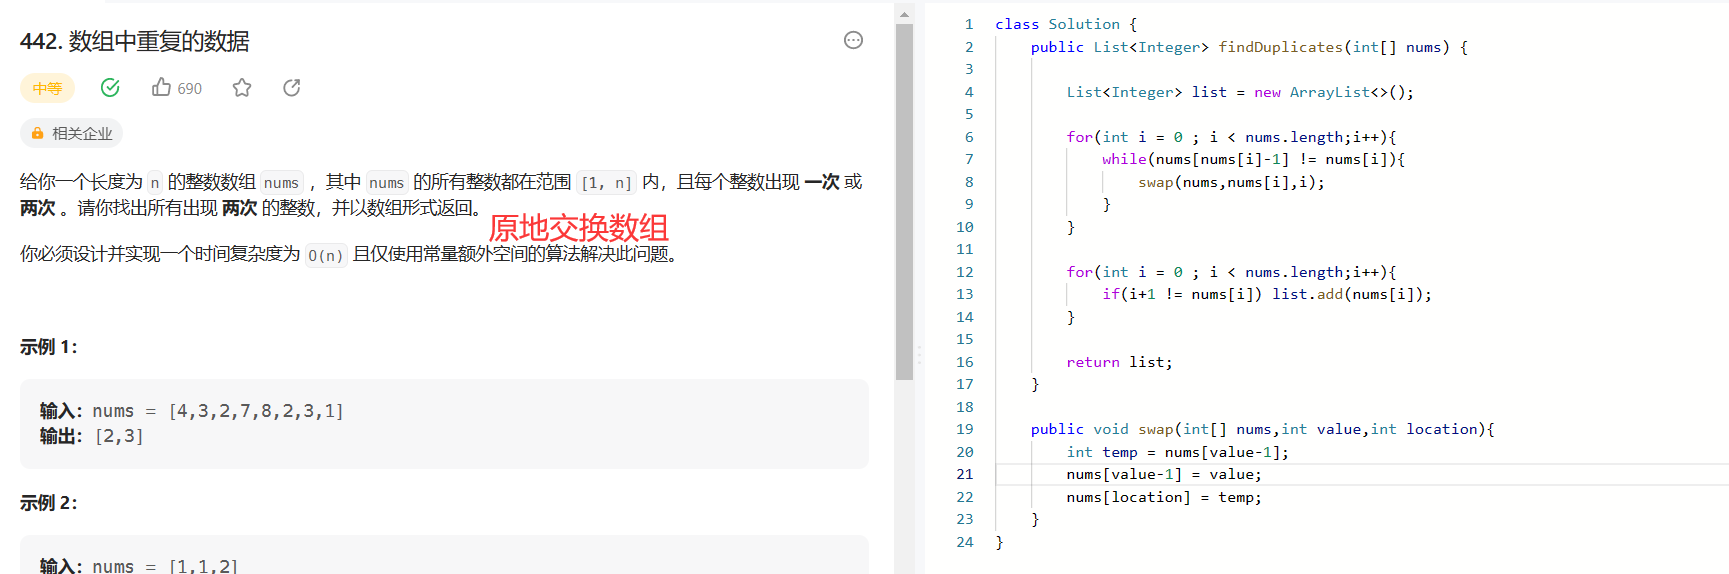 442. 数组中重复的数据
中等 690
相关企业
给你一个长度为 n 的整数数组 nums ，其中 nums 的所有整数都在范围 [1, n] 内，且每个整数出现 一次 或
两次 。请你找出所有出现 两次 的整数，并以数组形式返回。
原地交换数组
你必须设计并实现一个时间复杂度为 O(n) 且仅使用常量额外空间的算法解决此问题。
示例 1：
输入：nums = [4,3,2,7,8,2,3,1]
输出：[2,3]
示例 2：
输入：nums = [1,1,2]
1 class Solution {
2 public List<Integer> findDuplicates(int[] nums) {
3
4 List<Integer> list = new ArrayList<>();
5
6 for(int i = 0 ; i < nums.length;i++){
7 while(nums[nums[i]-1] != nums[i]){
8 swap(nums,nums[i],i);
9 }
10 }
11
12 for(int i = 0 ; i < nums.length;i++){
13 if(i+1 != nums[i]) list.add(nums[i]);
14 }
15
16 return list;
17 }
18
19 public void swap(int[] nums,int value,int location){
20 int temp = nums[value-1];
21 nums[value-1] = value;
22 nums[location] = temp;
23 }
24 }